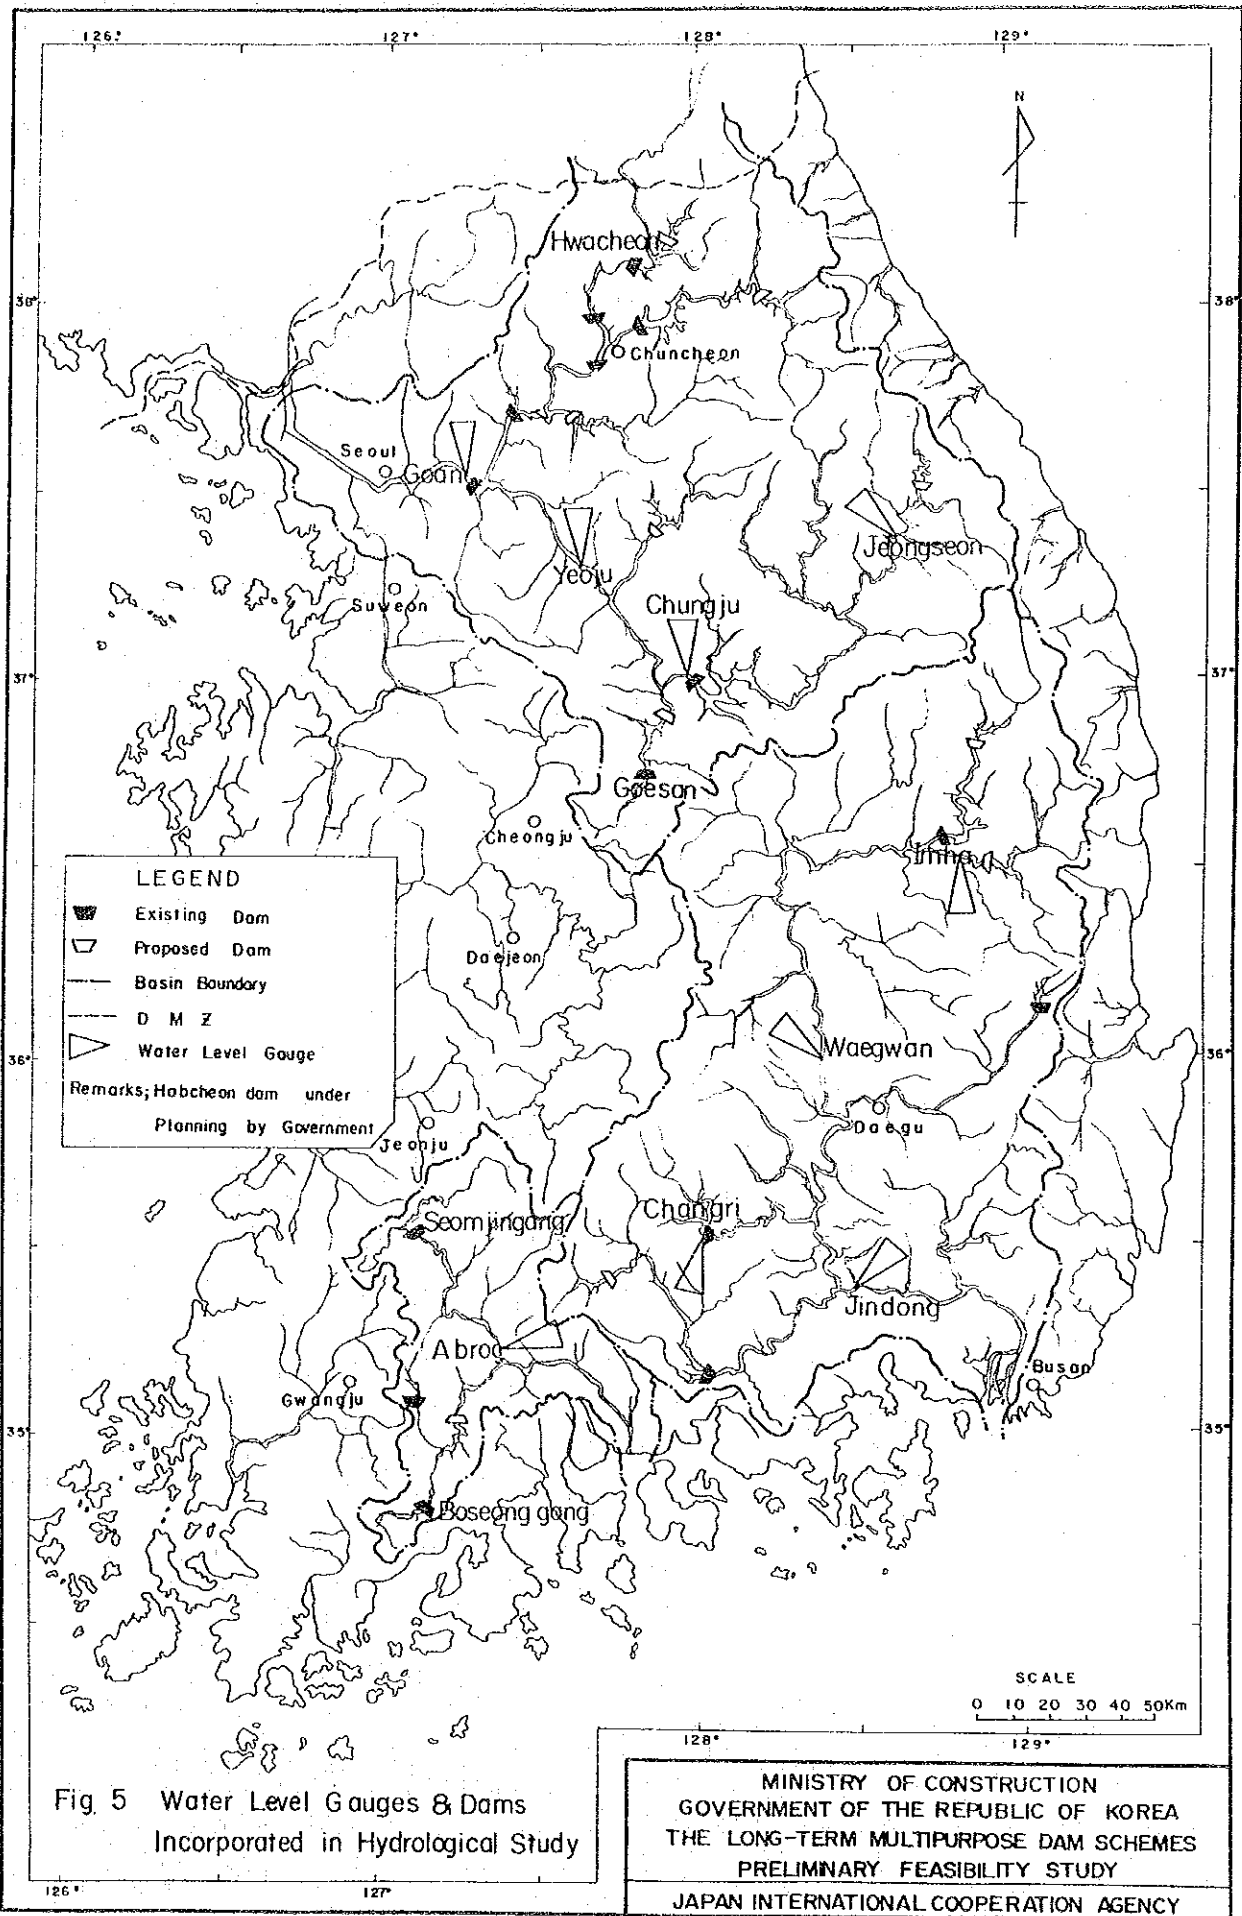 126° 127° 128° 129°
N
Hwacheon
38° 38°
Chuncheon
Seoul
Goan
Jeongseon
Yeoju
Suweon
Chungju
37° 37°
Goesan
Cheongju
LEGEND
Existing Dam
Proposed Dam
Basin Boundary
D M Z
Water Level Gauge
Remarks; Habcheon dam under
Planning by Government
Daejeon
Waegwan
36° 36°
Daegu
Jeonju
Changri
Seomjingang
Jindong
Abroo
Busan
Gwangju
35° 35°
Boseong gang
SCALE
0 10 20 30 40 50Km
128° 129°
Fig. 5 Water Level Gauges & Dams
Incorporated in Hydrological Study
126° 127°
MINISTRY OF CONSTRUCTION
GOVERNMENT OF THE REPUBLIC OF KOREA
THE LONG-TERM MULTIPURPOSE DAM SCHEMES
PRELIMINARY FEASIBILITY STUDY
JAPAN INTERNATIONAL COOPERATION AGENCY